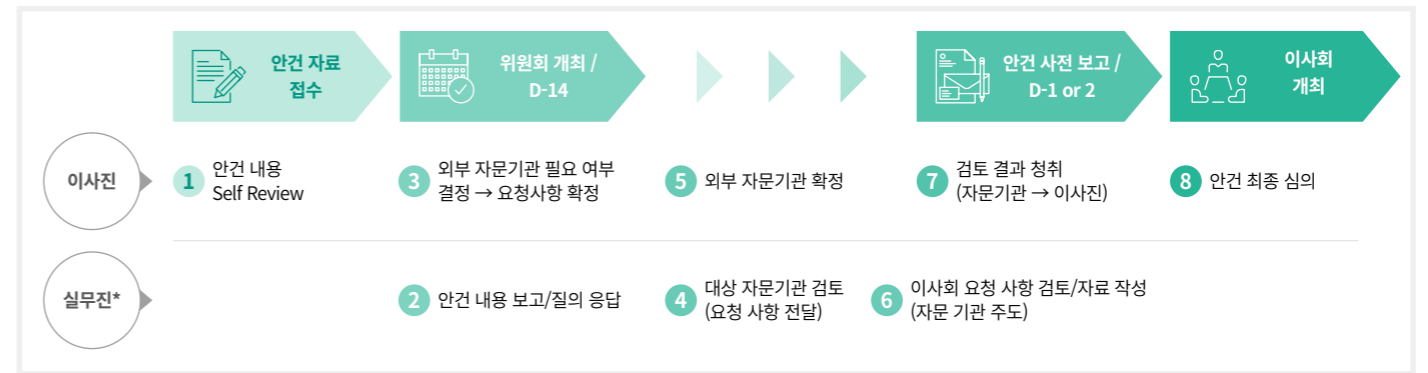 안건 자료
접수
위원회 개최 /
D-14
안건 사전 보고 /
D-1 or 2
이사회
개최
이사진
1
안건 내용
Self Review
3
외부 자문기관 필요 여부
결정 → 요청사항 확정
5
외부 자문기관 확정
7
검토 결과 청취
(자문기관 → 이사진)
8
안건 최종 심의
실무진*
2
안건 내용 보고/질의 응답
4
대상 자문기관 검토
(요청 사항 전달)
6
이사회 요청 사항 검토/자료 작성
(자문 기관 주도)